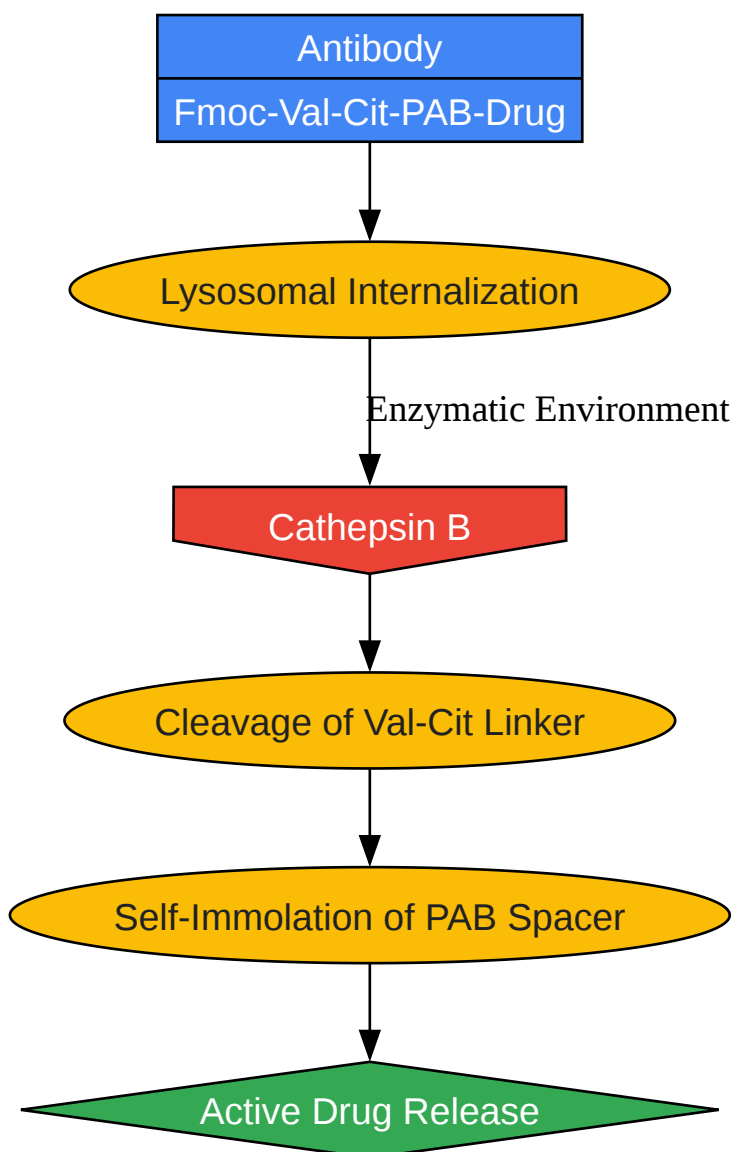 Antibody
Fmoc-Val-Cit-PAB-Drug
Lysosomal Internalization
Enzymatic Environment
Cathepsin B
Cleavage of Val-Cit Linker
Self-Immolation of PAB Spacer
Active Drug Release